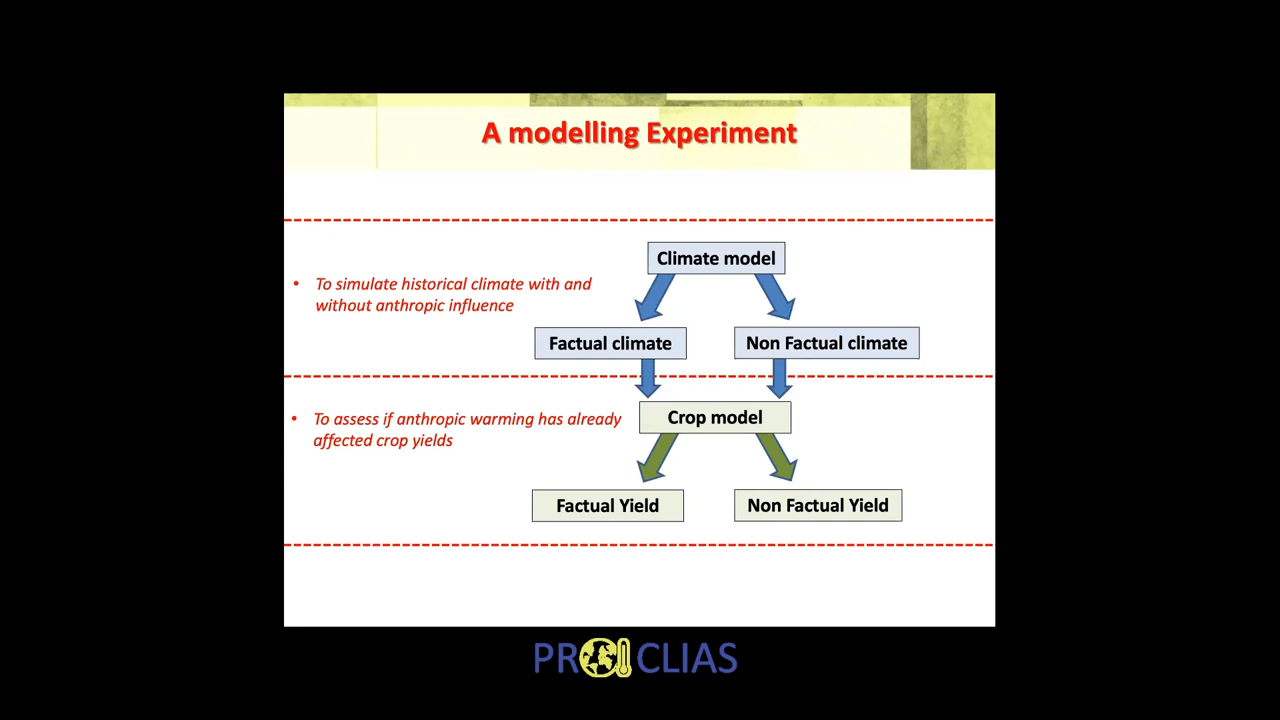 A modelling Experiment
Climate model
• To simulate historical climate with and
without anthropic influence
Factual climate
Non Factual climate
• To assess if anthropic warming has already
affected crop yields
Crop model
Factual Yield
Non Factual Yield
PROCLIAS